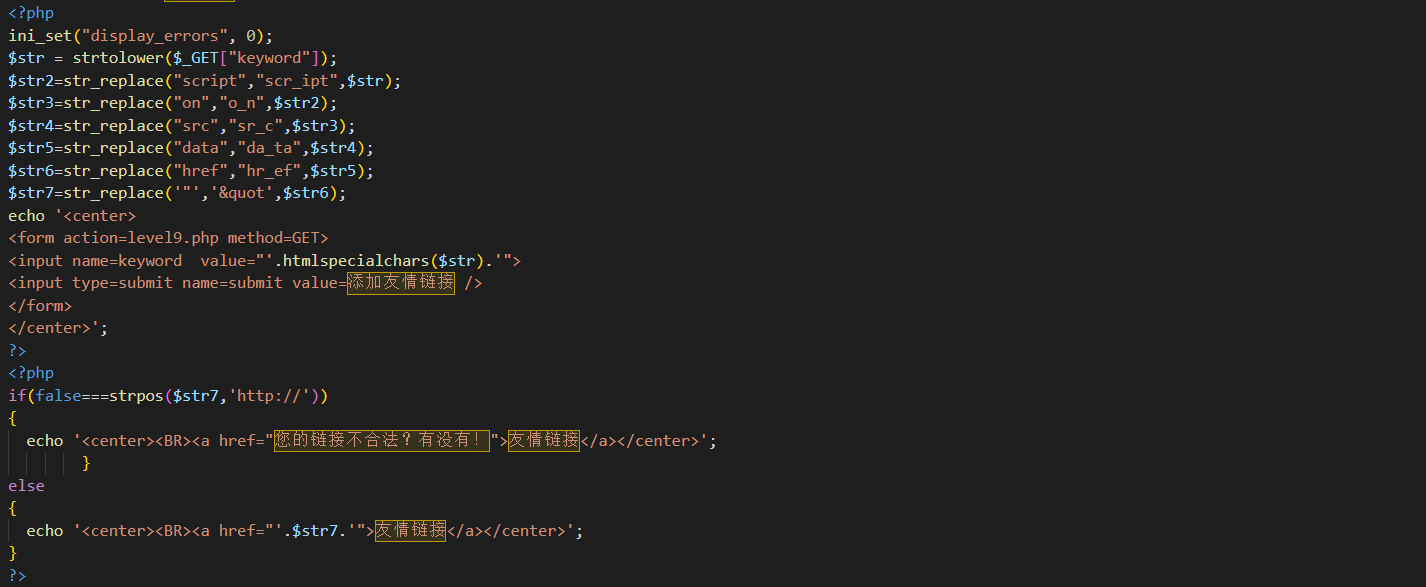 <?php
ini_set("display_errors", 0);
$str = strtolower($_GET["keyword"]);
$str2=str_replace("script","scr_ipt",$str);
$str3=str_replace("on","o_n",$str2);
$str4=str_replace("src","sr_c",$str3);
$str5=str_replace("data","da_ta",$str4);
$str6=str_replace("href","hr_ef",$str5);
$str7=str_replace('"','&quot',$str6);
echo '<center>
<form action=level9.php method=GET>
<input name=keyword  value="'.htmlspecialchars($str).'">
<input type=submit name=submit value=添加友情链接 />
</form>
</center>';
?>
<?php
if(false===strpos($str7,'http://'))
{
  echo '<center><BR><a href="您的链接不合法？有没有！">友情链接</a></center>';
        }
else
{
  echo '<center><BR><a href="'.$str7.'">友情链接</a></center>';
}
?>